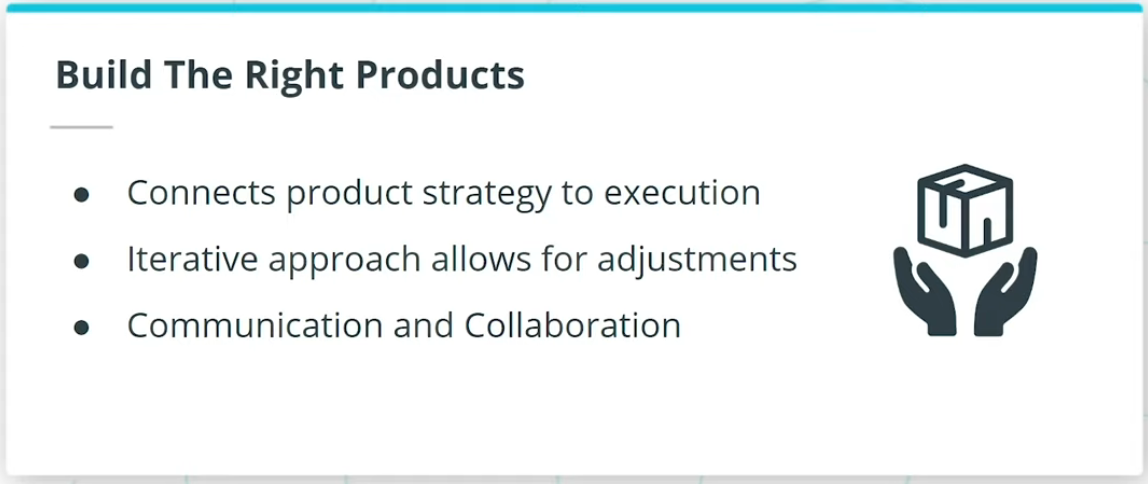 Build The Right Products
● Connects product strategy to execution
● Iterative approach allows for adjustments
● Communication and Collaboration